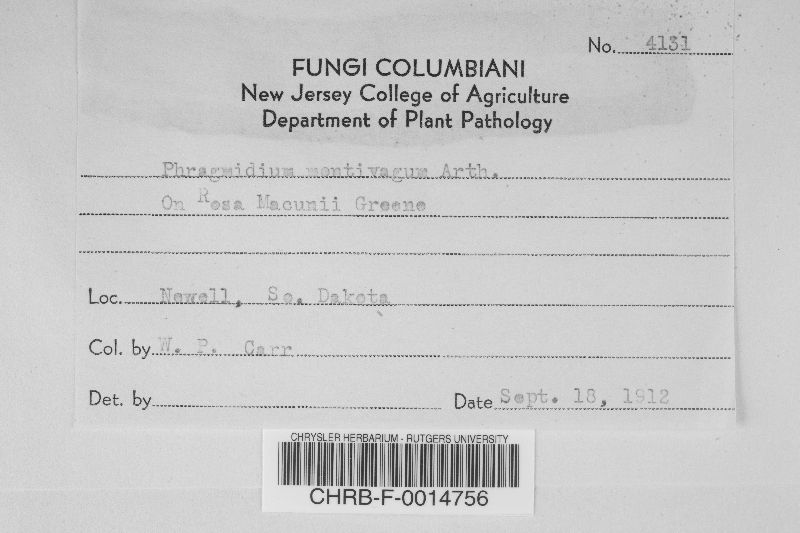 No. 4131
FUNGI COLUMBIANI
New Jersey College of Agriculture
Department of Plant Pathology
Phragmidium montivagum Arth.
On Rosa Macunii Greene
Loc. Newell, So. Dakota
Col. by W. P. Carr
Det. by
Date Sept. 18, 1912
CHRYSLER HERBARIUM - RUTGERS UNIVERSITY
CHRB-F-0014756